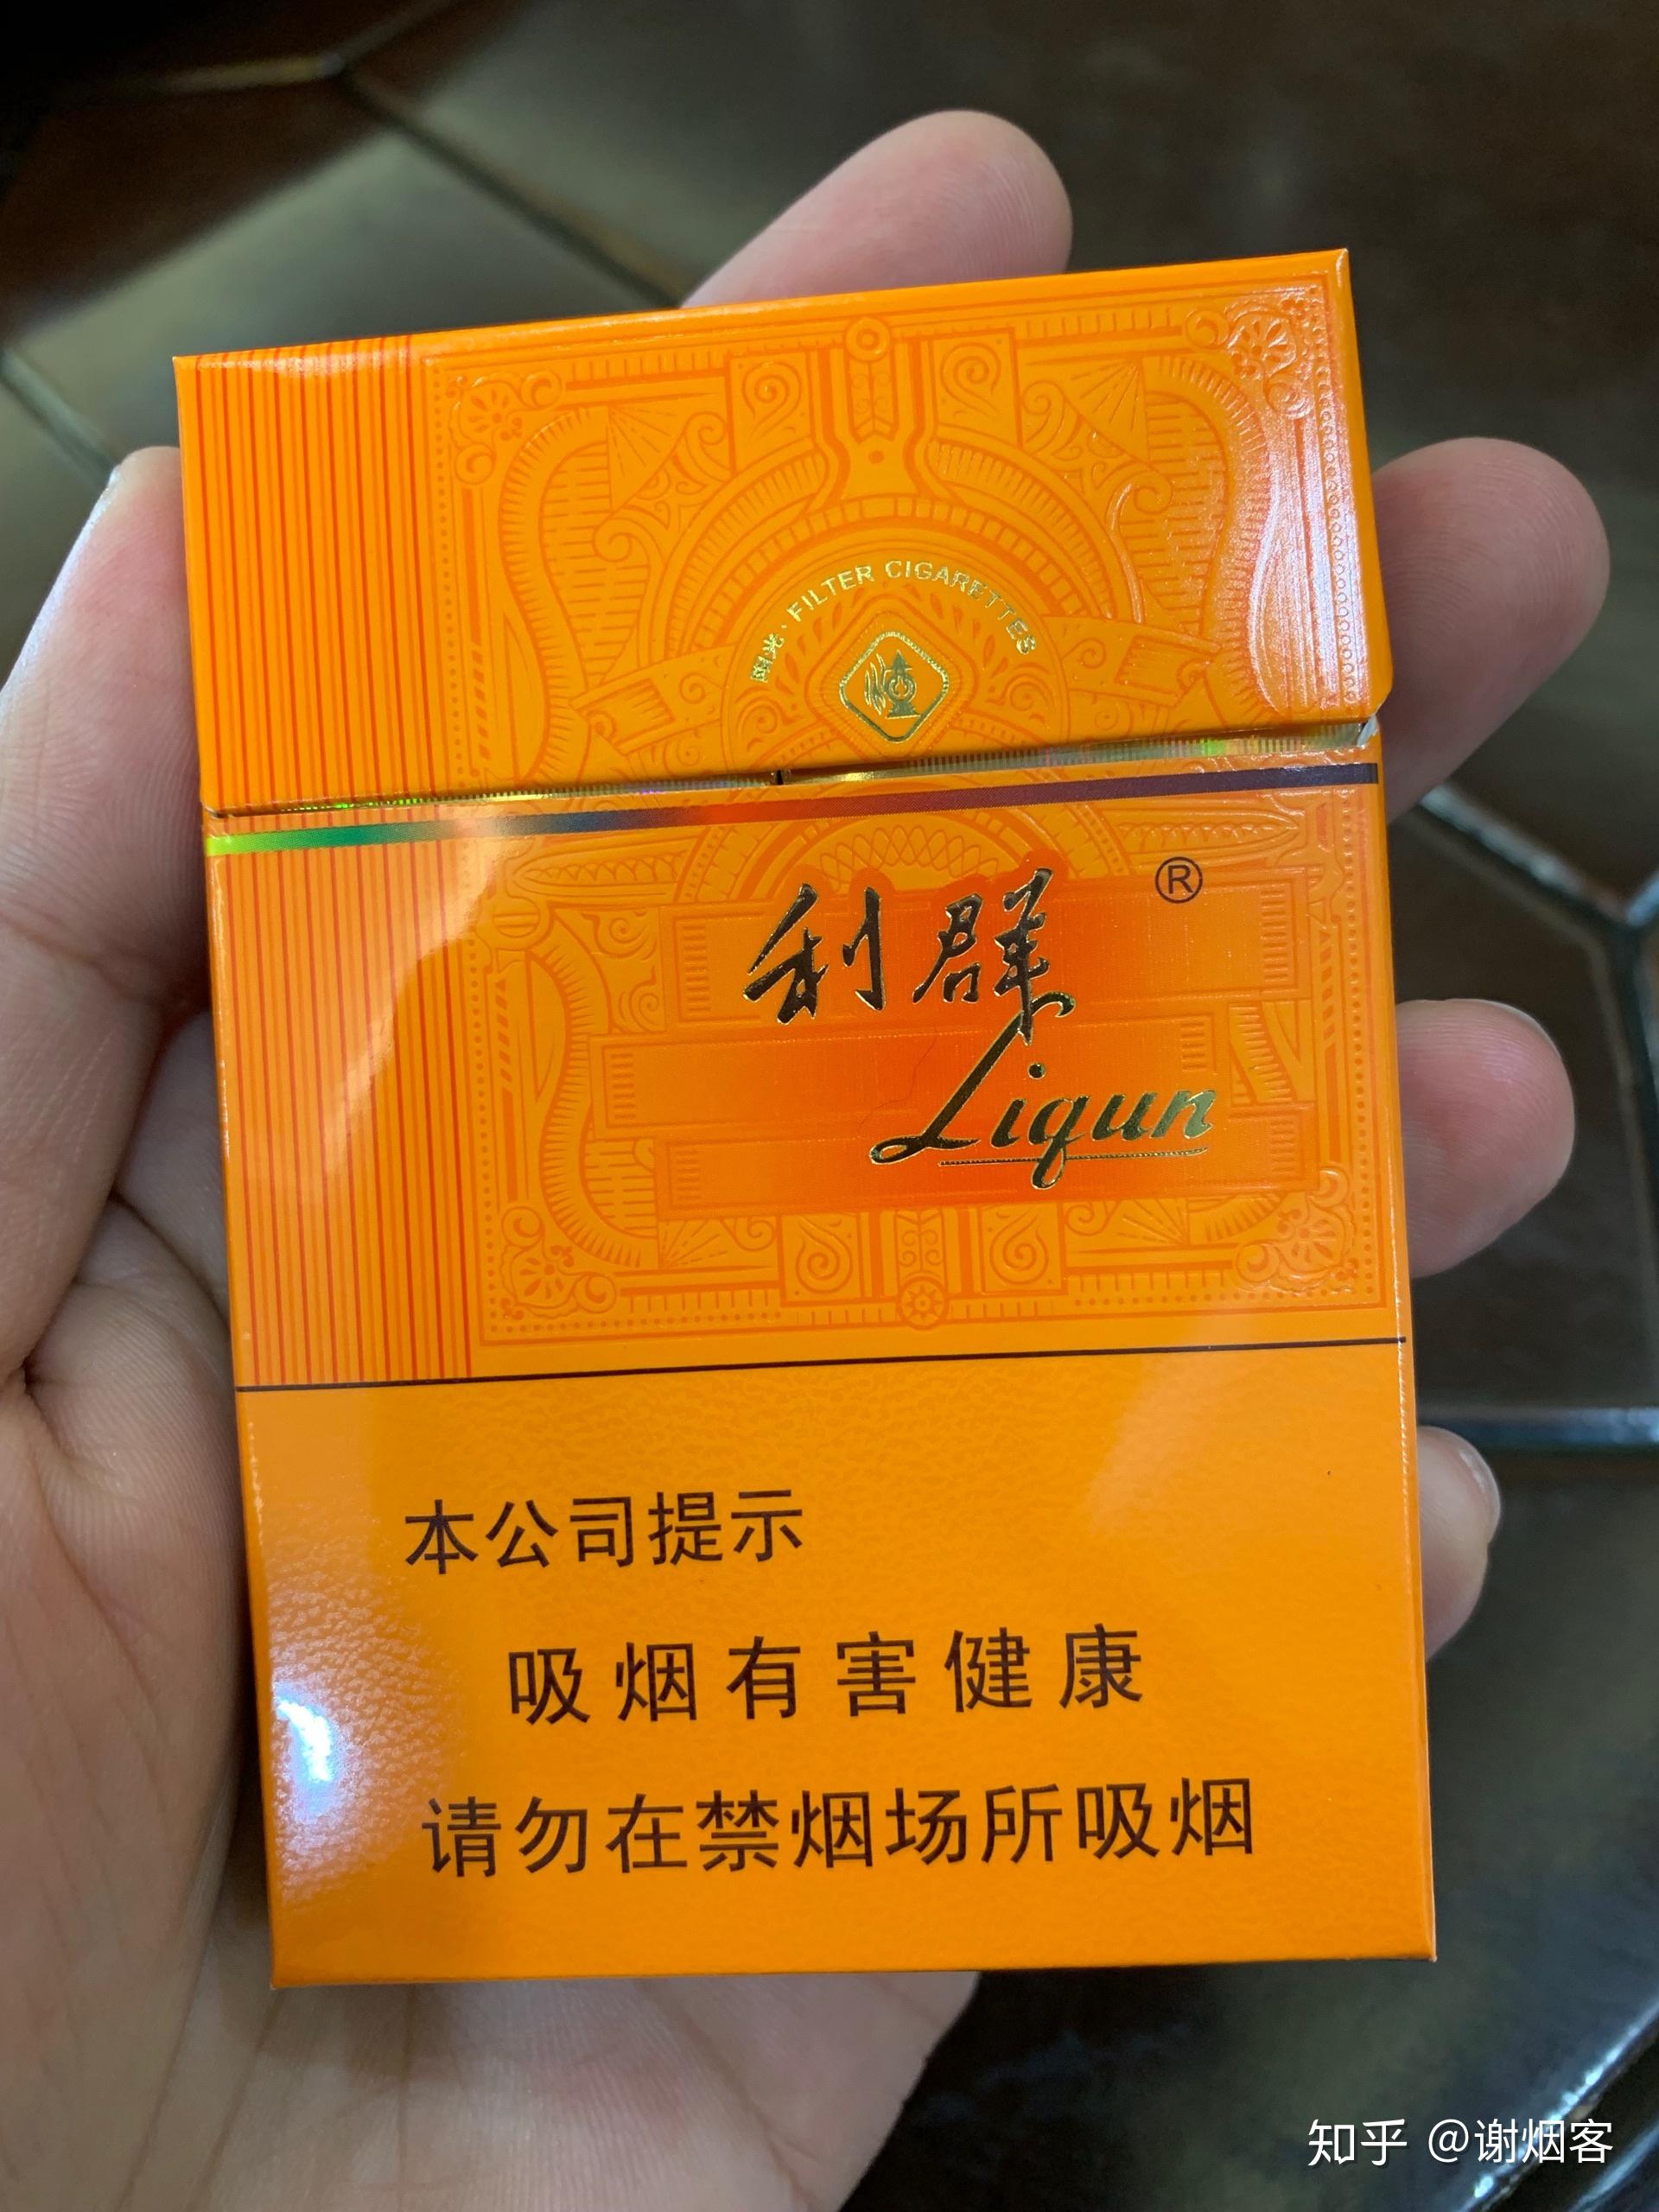 阳光·FILTER CIGARETTES
利群®
Liqun
本公司提示
吸烟有害健康
请勿在禁烟场所吸烟
知乎 @谢烟客